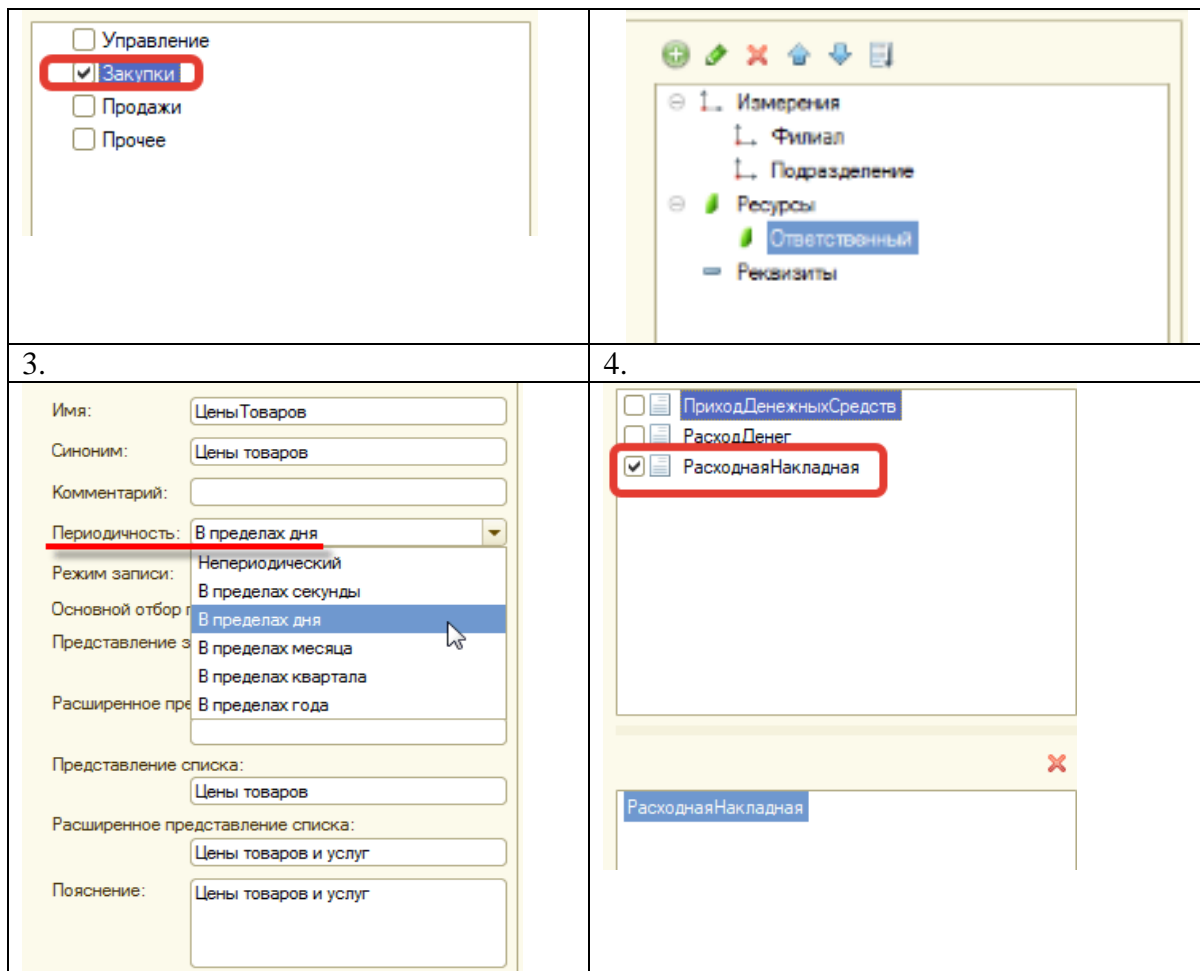 Управление
Закупки
Продажи
Прочее
Измерения
Филиал
Подразделение
Ресурсы
Ответственный
Реквизиты
3.
4.
Имя: ЦеныТоваров
Синоним: Цены товаров
Комментарий:
Периодичность: В пределах дня
Непериодический
Режим записи:
В пределах секунды
Основной отбор п
В пределах дня
Представление з
В пределах месяца
В пределах квартала
Расширенное пре
В пределах года
Представление списка:
Цены товаров
Расширенное представление списка:
Цены товаров и услуг
Пояснение: Цены товаров и услуг
ПриходДенежныхСредств
РасходДенег
РасходнаяНакладная
РасходнаяНакладная